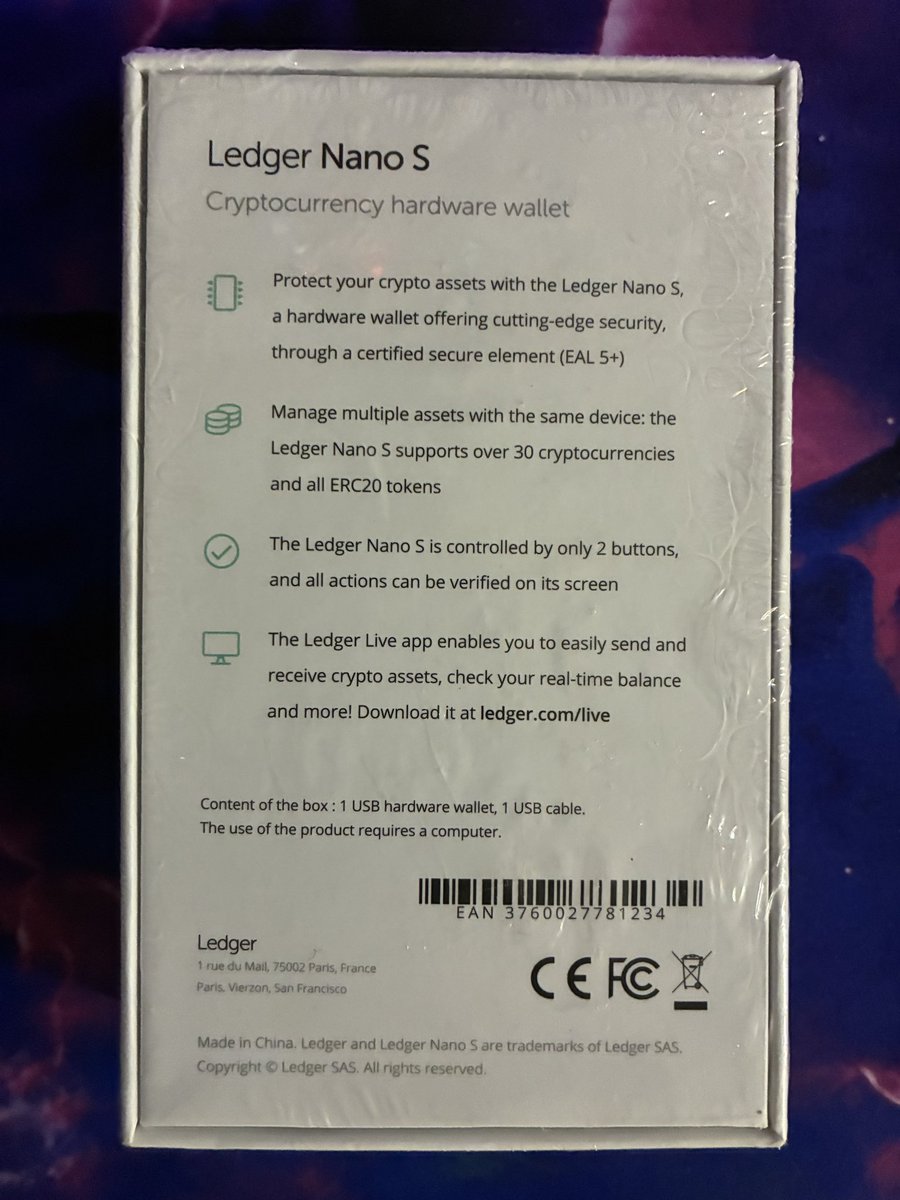 Ledger Nano S
Cryptocurrency hardware wallet
Protect your crypto assets with the Ledger Nano S,
a hardware wallet offering cutting-edge security,
through a certified secure element (EAL 5+)
Manage multiple assets with the same device: the
Ledger Nano S supports over 30 cryptocurrencies
and all ERC20 tokens
The Ledger Nano S is controlled by only 2 buttons,
and all actions can be verified on its screen
The Ledger Live app enables you to easily send and
receive crypto assets, check your real-time balance
and more! Download it at ledger.com/live
Content of the box : 1 USB hardware wallet, 1 USB cable.
The use of the product requires a computer.
EAN 3760027781234
Ledger
1 rue du Mail, 75002 Paris, France
Paris, Vierzon, San Francisco
CE FC
Made in China. Ledger and Ledger Nano S are trademarks of Ledger SAS.
Copyright © Ledger SAS. All rights reserved.